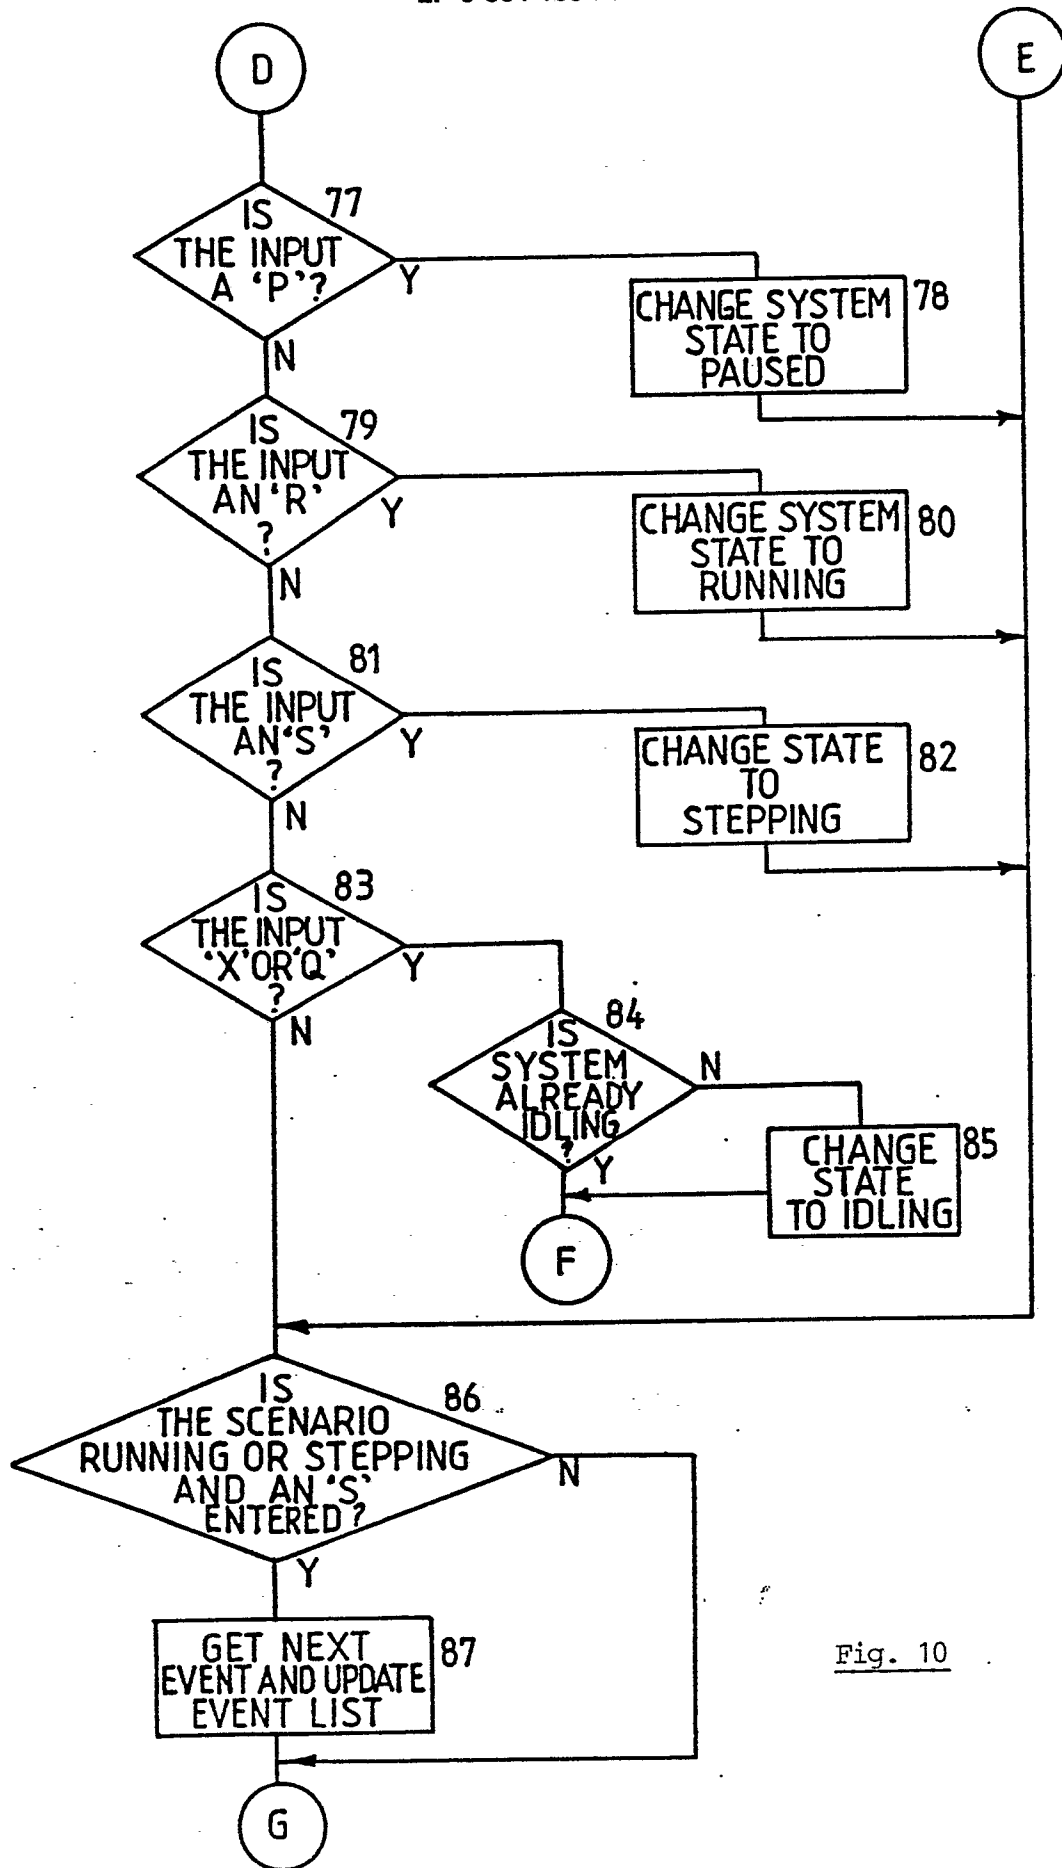 D
E
77
IS
THE INPUT
A 'P'?
Y
N
CHANGE SYSTEM
STATE TO
PAUSED
78
79
IS
THE INPUT
AN 'R'
?
Y
N
CHANGE SYSTEM
STATE TO
RUNNING
80
81
IS
THE INPUT
AN 'S'
?
Y
N
CHANGE STATE
TO
STEPPING
82
83
IS
THE INPUT
'X' OR 'Q'
?
Y
N
84
IS
SYSTEM
ALREADY
IDLING
?
N
Y
CHANGE
STATE
TO IDLING
85
F
86
IS
THE SCENARIO
RUNNING OR STEPPING
AND AN 'S'
ENTERED?
N
Y
GET NEXT
EVENT AND UPDATE
EVENT LIST
87
Fig. 10
G